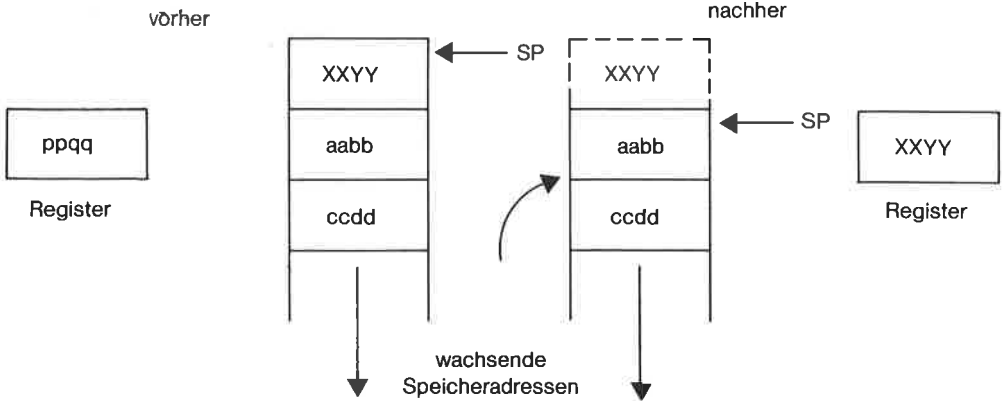 vorher
nachher
XXYY
SP
XXYY
ppqq
aabb
aabb
SP
XXYY
Register
ccdd
ccdd
Register
wachsende
Speicheradressen